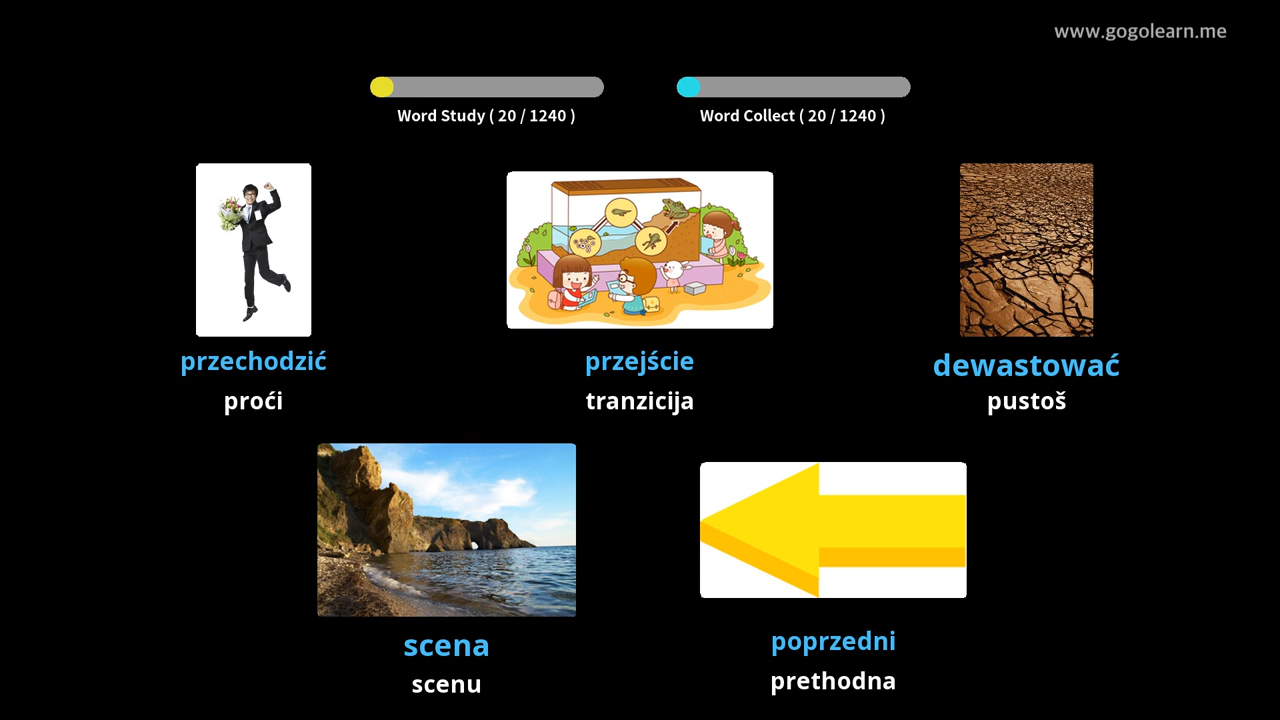 www.gogolearn.me
Word Study ( 20 / 1240 )
Word Collect ( 20 / 1240 )
przechodzić
proći
przejście
tranzicija
dewastować
pustoš
scena
scenu
poprzedni
prethodna